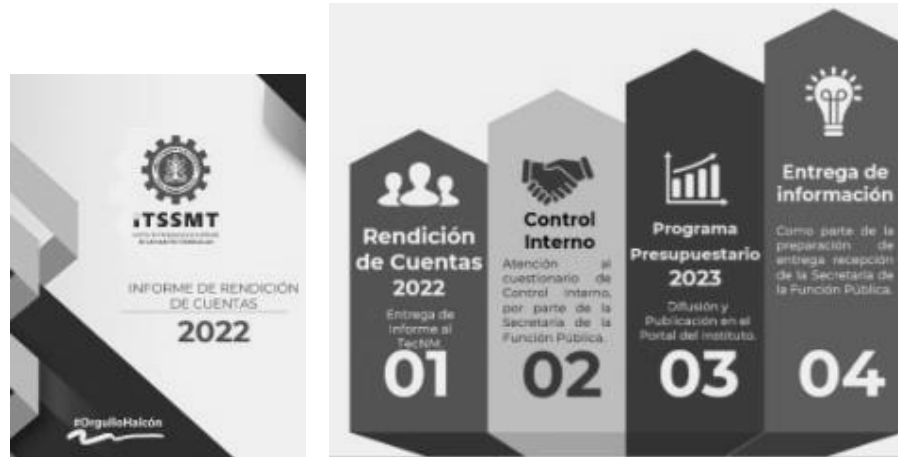 ITSSMT
INFORME DE RENDICIÓN
DE CUENTAS
2022
#OrgulloHalcón
Rendición
de Cuentas
2022
Entrega de
Informe al
TecNM.
01
Control
Interno
Atención al
cuestionario de
Control Interno,
por parte de la
Secretaría de la
Función Pública.
02
Programa
Presupuestario
2023
Difusión y
Publicación en el
Portal del instituto.
03
Entrega de
información
Como parte de la
preparación de
entrega recepción
de la Secretaría de
la Función Pública.
04